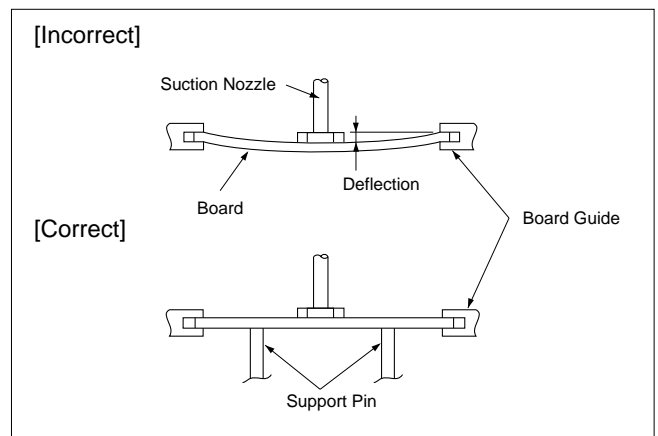 [Incorrect]
Suction Nozzle
Deflection
Board
Board Guide
[Correct]
Support Pin